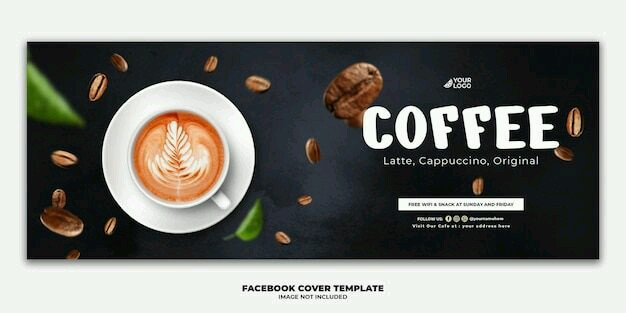 YOUR
LOGO
COFFEE
Latte, Cappuccino, Original
FREE WIFI & SNACK AT SUNDAY AND FRIDAY
FOLLOW US @yournamehere
Visit Our Cafe at : your address here
FACEBOOK COVER TEMPLATE
IMAGE NOT INCLUDED